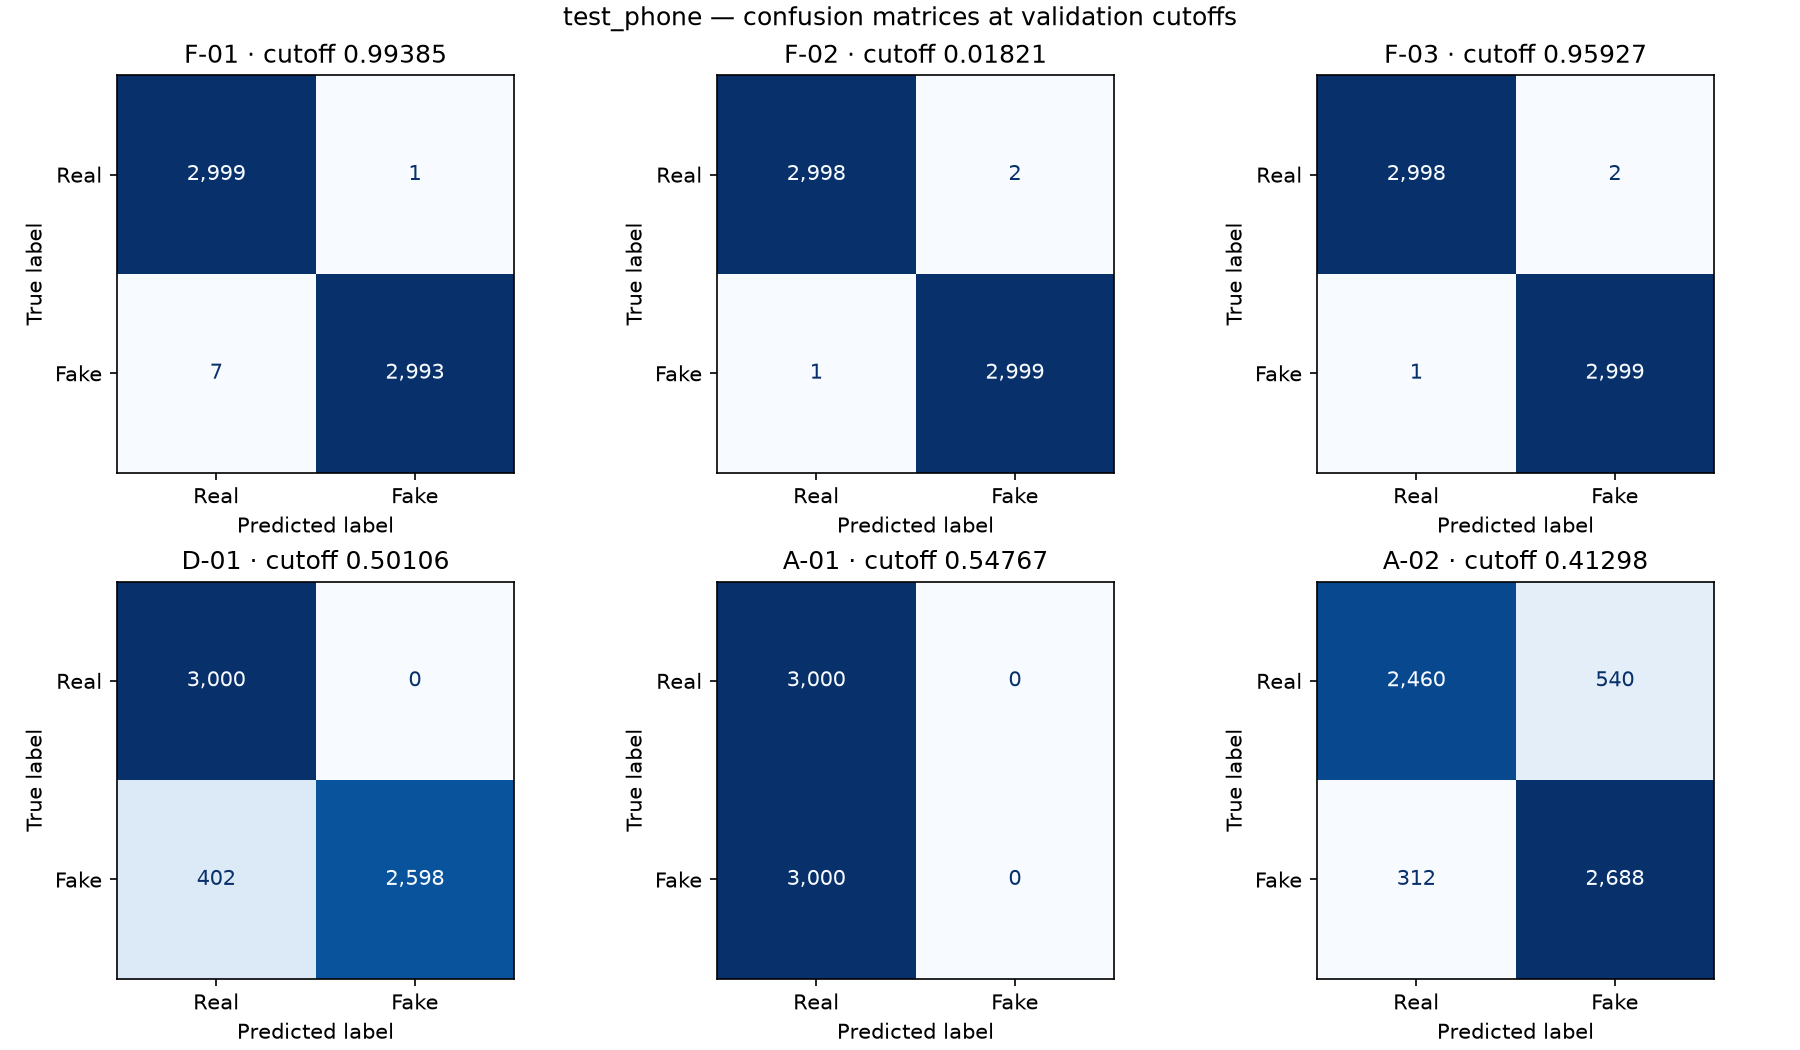 test_phone — confusion matrices at validation cutoffs
F-01 · cutoff 0.99385
Real
2,999
1
True label
Fake
7
2,993
Real
Fake
Predicted label
F-02 · cutoff 0.01821
Real
2,998
2
True label
Fake
1
2,999
Real
Fake
Predicted label
F-03 · cutoff 0.95927
Real
2,998
2
True label
Fake
1
2,999
Real
Fake
Predicted label
D-01 · cutoff 0.50106
Real
3,000
0
True label
Fake
402
2,598
Real
Fake
Predicted label
A-01 · cutoff 0.54767
Real
3,000
0
True label
Fake
3,000
0
Real
Fake
Predicted label
A-02 · cutoff 0.41298
Real
2,460
540
True label
Fake
312
2,688
Real
Fake
Predicted label